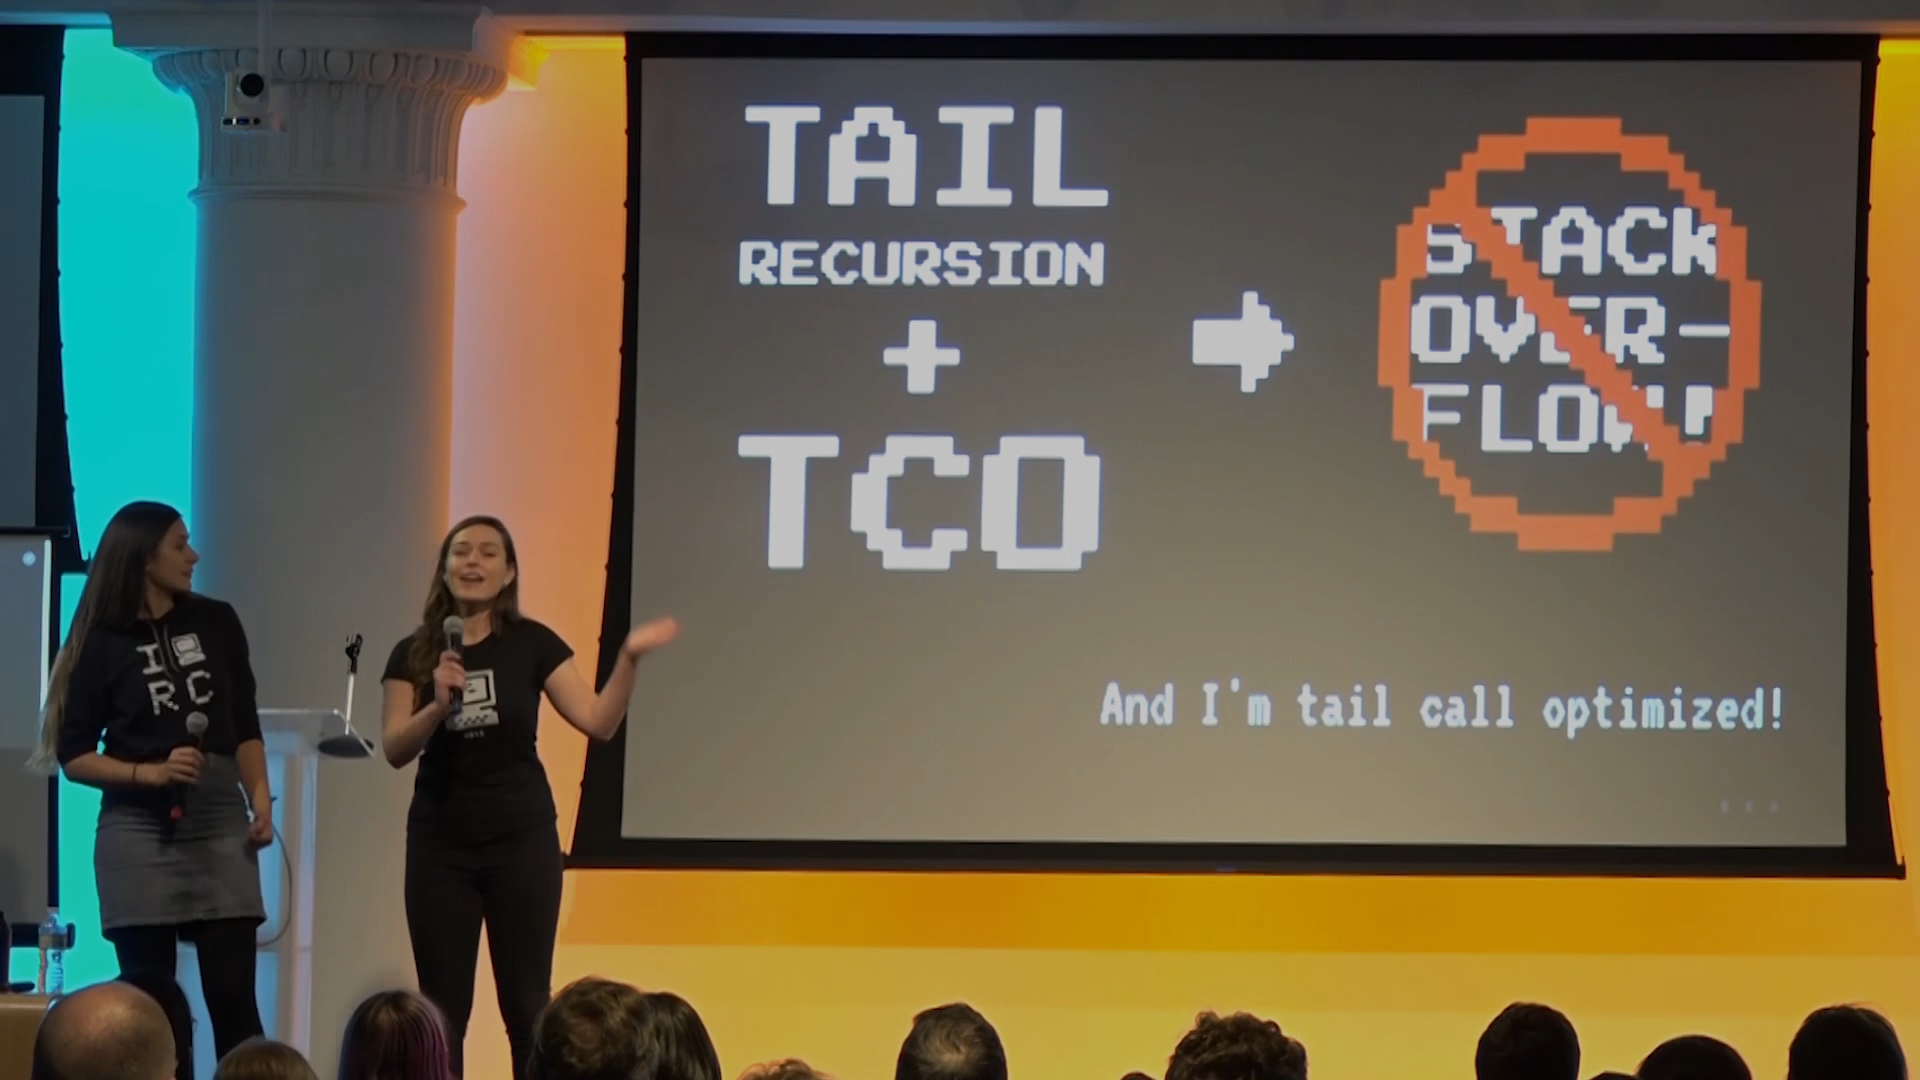 TAIL
RECURSION
+
TCO
STACK
OVER-
FLOW!
And I'm tail call optimized!
I
R C